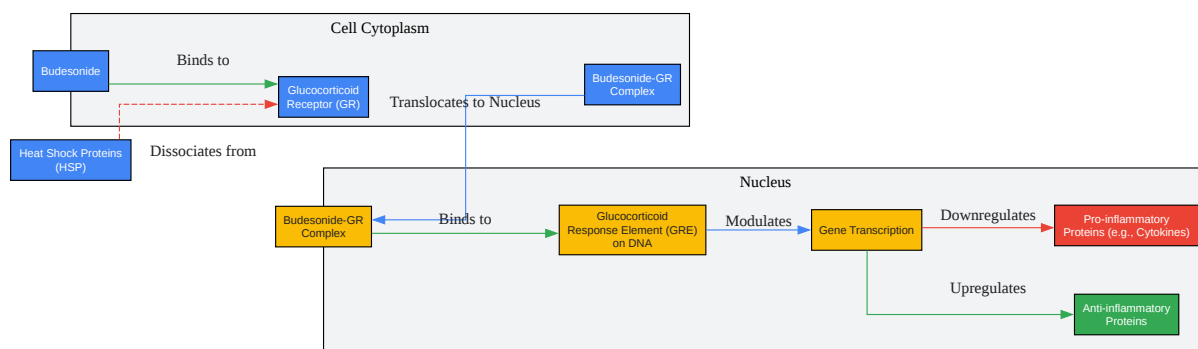 Cell Cytoplasm
Budesonide
Binds to
Glucocorticoid
Receptor (GR)
Translocates to Nucleus
Budesonide-GR
Complex
Heat Shock Proteins
(HSP)
Dissociates from
Nucleus
Budesonide-GR
Complex
Binds to
Glucocorticoid
Response Element (GRE)
on DNA
Modulates
Gene Transcription
Downregulates
Pro-inflammatory
Proteins (e.g., Cytokines)
Upregulates
Anti-inflammatory
Proteins